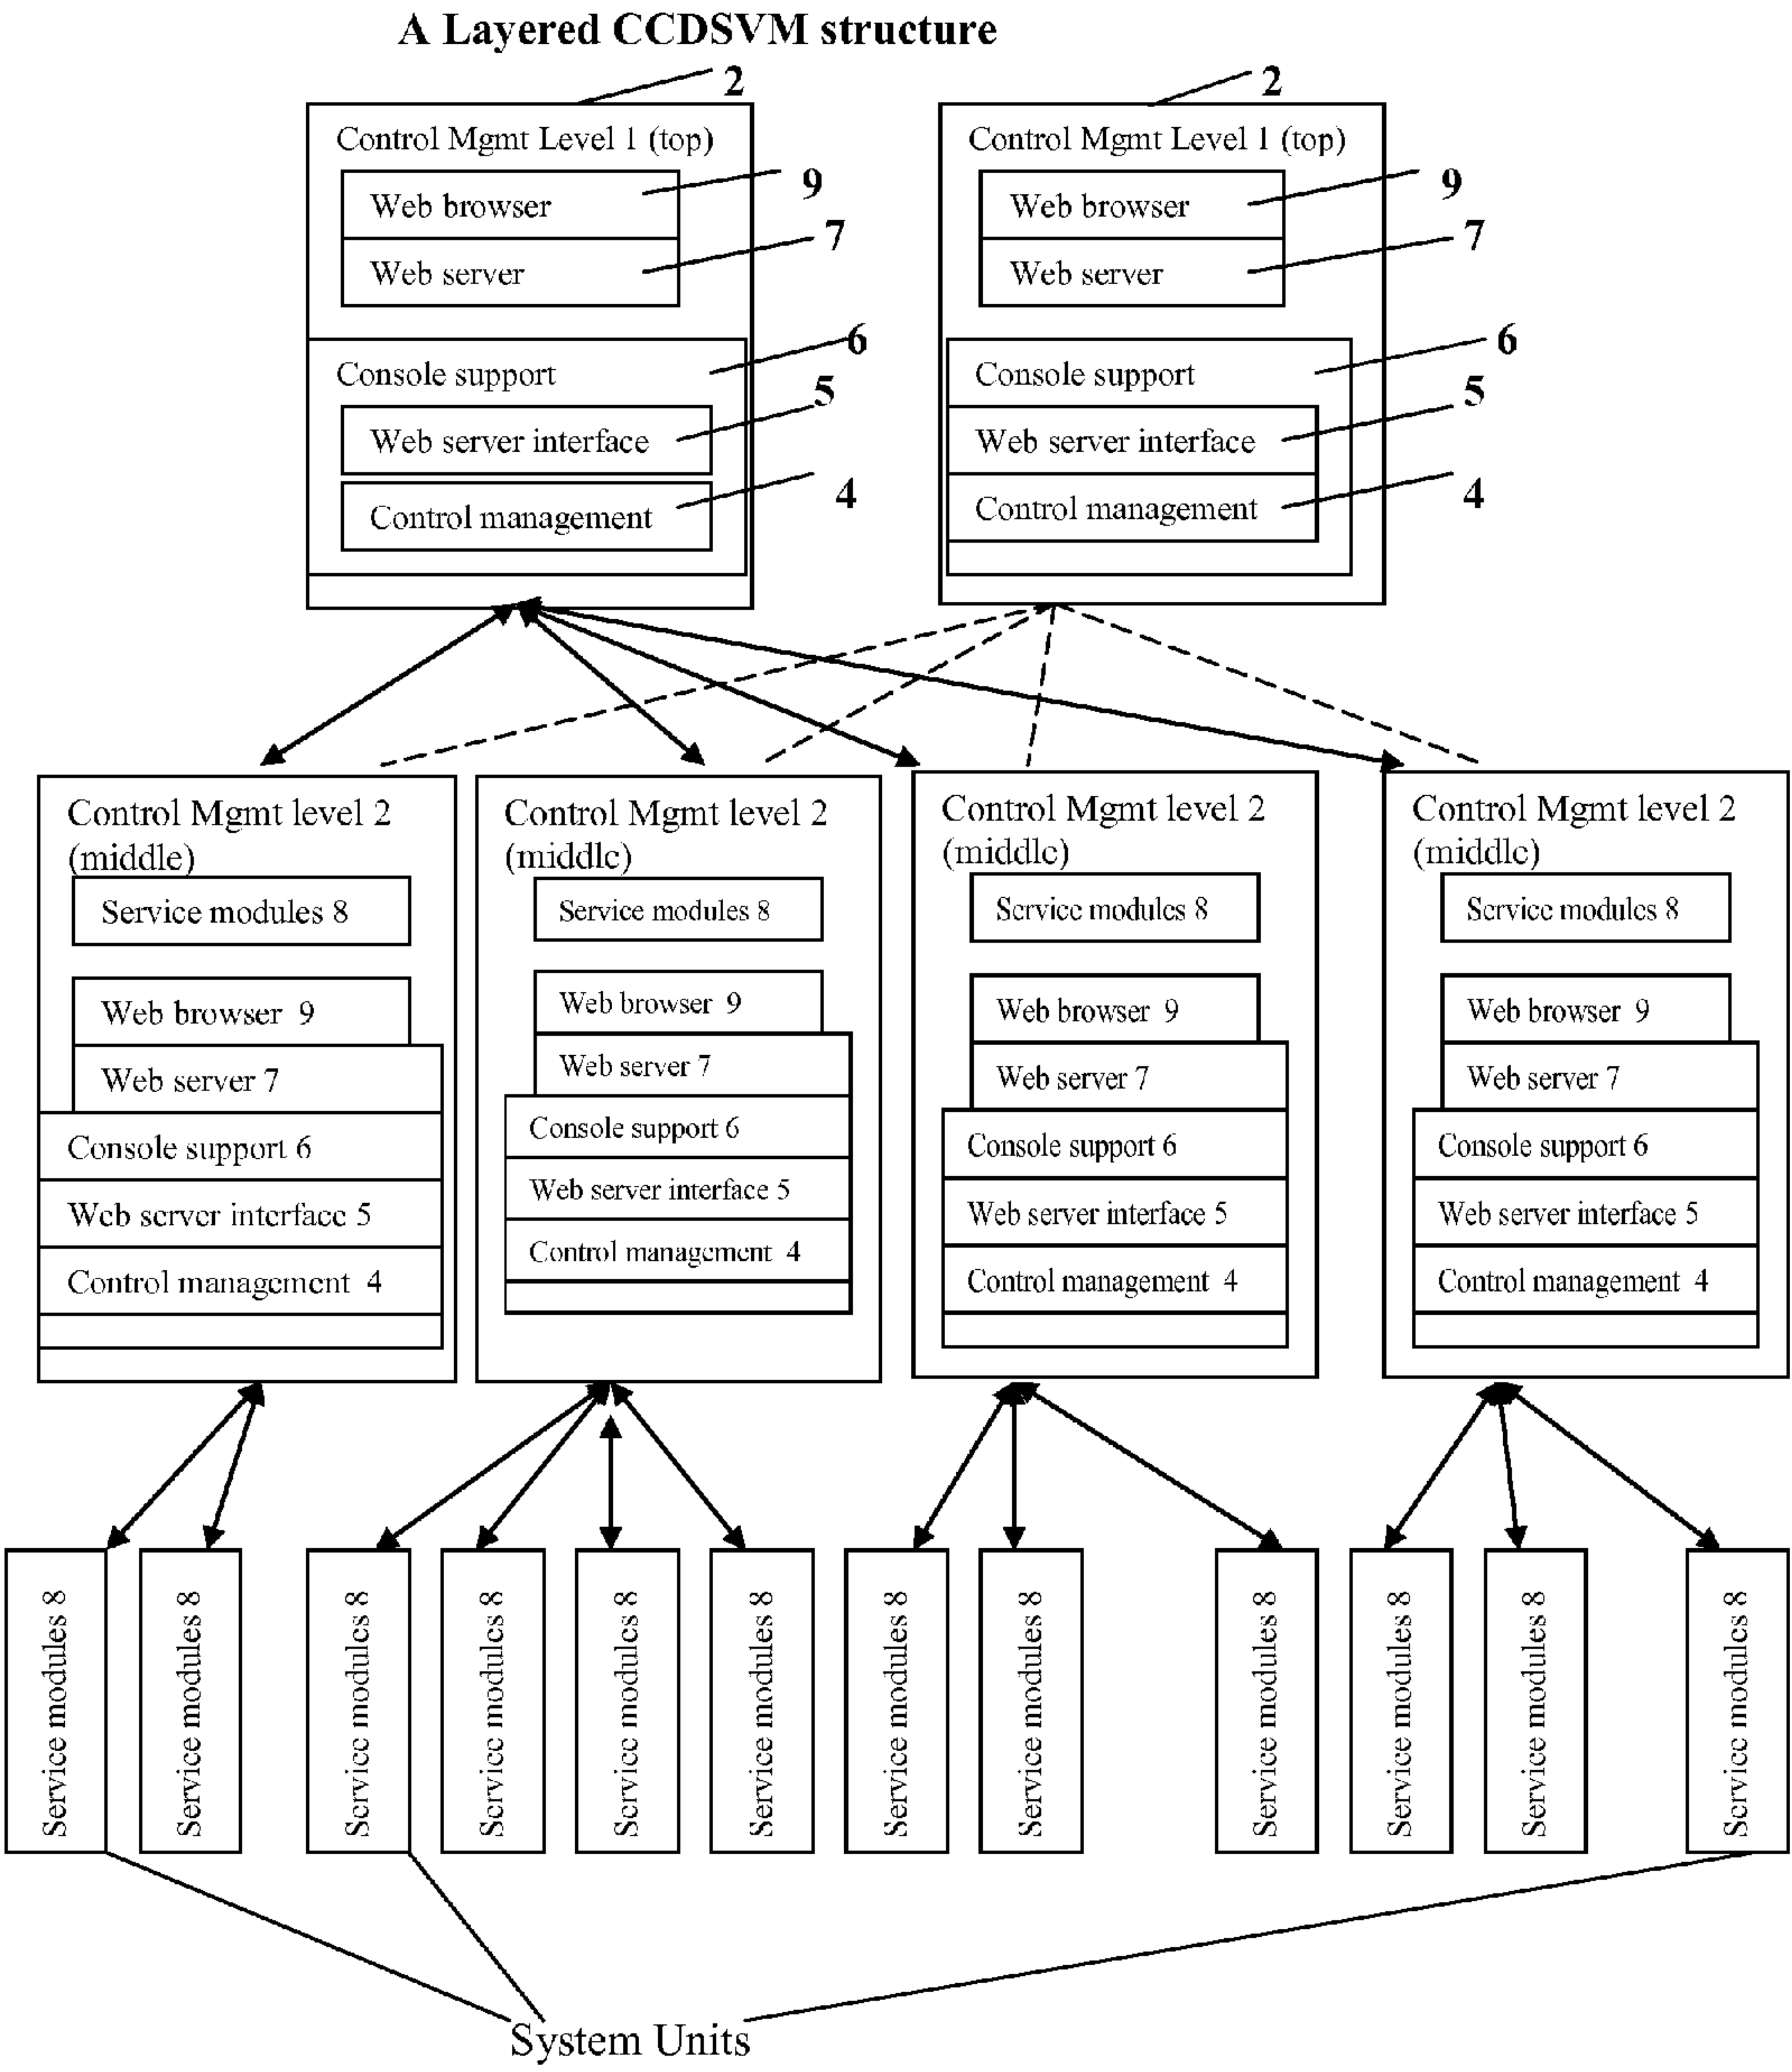 A Layered CCDSVM structure
2
Control Mgmt Level 1 (top)
Web browser
9
Web server
7
Console support
6
Web server interface
5
Control management
4
2
Control Mgmt Level 1 (top)
Web browser
9
Web server
7
Console support
6
Web server interface
5
Control management
4
Control Mgmt level 2
(middle)
Service modules 8
Web browser 9
Web server 7
Console support 6
Web server interface 5
Control management 4
Control Mgmt level 2
(middle)
Service modules 8
Web browser 9
Web server 7
Console support 6
Web server interface 5
Control management 4
Control Mgmt level 2
(middle)
Service modules 8
Web browser 9
Web server 7
Console support 6
Web server interface 5
Control management 4
Control Mgmt level 2
(middle)
Service modules 8
Web browser 9
Web server 7
Console support 6
Web server interface 5
Control management 4
Service modules 8
Service modules 8
Service modules 8
Service modules 8
Service modules 8
Service modules 8
Service modules 8
Service modules 8
Service modules 8
Service modules 8
Service modules 8
Service modules 8
System Units